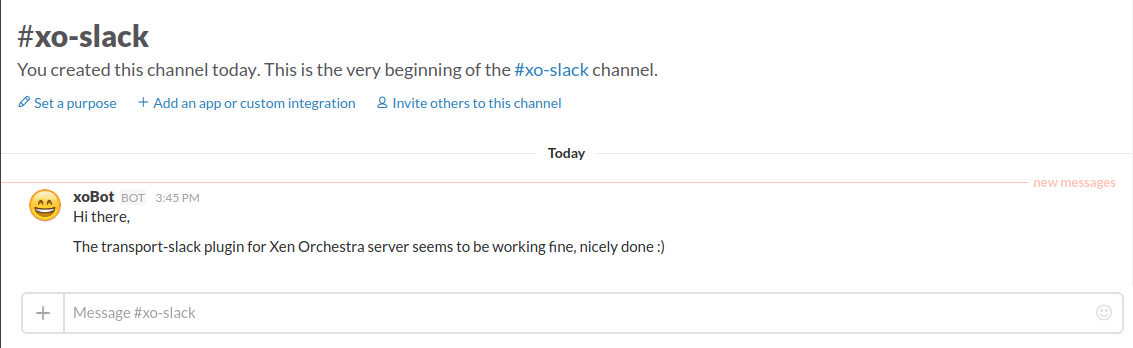 #xo-slack
You created this channel today. This is the very beginning of the #xo-slack channel.
Set a purpose + Add an app or custom integration Invite others to this channel
Today
new messages
xoBot BOT 3:45 PM
Hi there,
The transport-slack plugin for Xen Orchestra server seems to be working fine, nicely done :)
+ Message #xo-slack